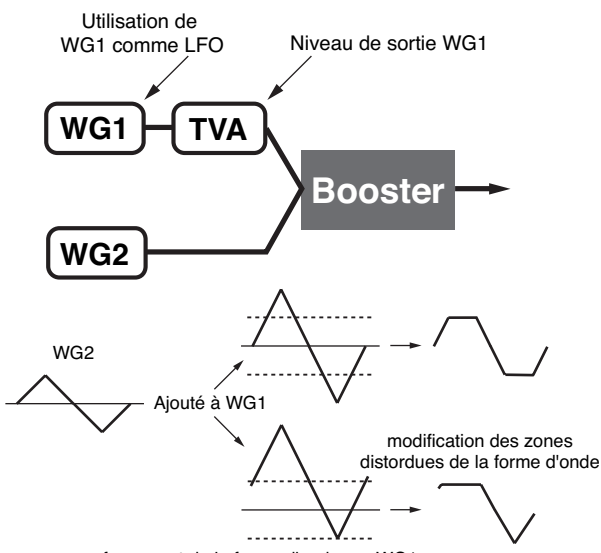 Utilisation de
WG1 comme LFO
Niveau de sortie WG1
WG1
TVA
Booster
WG2
WG2
Ajouté à WG1
modification des zones
distordues de la forme d'onde